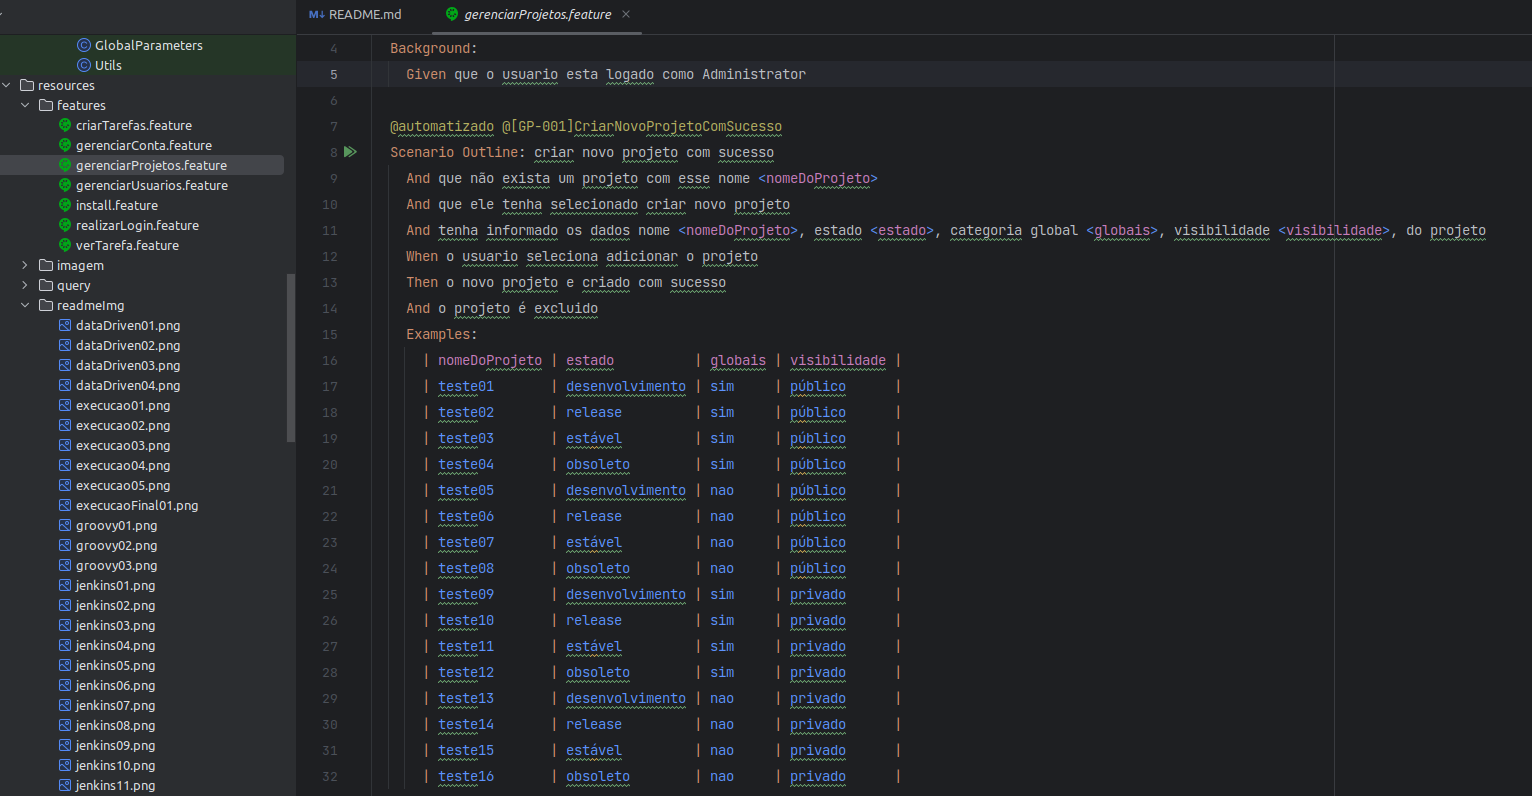 GlobalParameters
Utils
resources
features
criarTarefas.feature
gerenciarConta.feature
gerenciarProjetos.feature
gerenciarUsuarios.feature
install.feature
realizarLogin.feature
verTarefa.feature
imagem
query
readmeImg
dataDriven01.png
dataDriven02.png
dataDriven03.png
dataDriven04.png
execucao01.png
execucao02.png
execucao03.png
execucao04.png
execucao05.png
execucaoFinal01.png
groovy01.png
groovy02.png
groovy03.png
jenkins01.png
jenkins02.png
jenkins03.png
jenkins04.png
jenkins05.png
jenkins06.png
jenkins07.png
jenkins08.png
jenkins09.png
jenkins10.png
jenkins11.png
M↓ README.md
gerenciarProjetos.feature
4 Background:
5 Given que o usuario esta logado como Administrator
6
7 @automatizado @[GP-001]CriarNovoProjetoComSucesso
8 Scenario Outline: criar novo projeto com sucesso
9 And que não exista um projeto com esse nome <nomeDoProjeto>
10 And que ele tenha selecionado criar novo projeto
11 And tenha informado os dados nome <nomeDoProjeto>, estado <estado>, categoria global <globais>, visibilidade <visibilidade>, do projeto
12 When o usuario seleciona adicionar o projeto
13 Then o novo projeto e criado com sucesso
14 And o projeto é excluido
15 Examples:
16 | nomeDoProjeto | estado | globais | visibilidade |
17 | teste01 | desenvolvimento | sim | público |
18 | teste02 | release | sim | público |
19 | teste03 | estável | sim | público |
20 | teste04 | obsoleto | sim | público |
21 | teste05 | desenvolvimento | nao | público |
22 | teste06 | release | nao | público |
23 | teste07 | estável | nao | público |
24 | teste08 | obsoleto | nao | público |
25 | teste09 | desenvolvimento | sim | privado |
26 | teste10 | release | sim | privado |
27 | teste11 | estável | sim | privado |
28 | teste12 | obsoleto | sim | privado |
29 | teste13 | desenvolvimento | nao | privado |
30 | teste14 | release | nao | privado |
31 | teste15 | estável | nao | privado |
32 | teste16 | obsoleto | nao | privado |